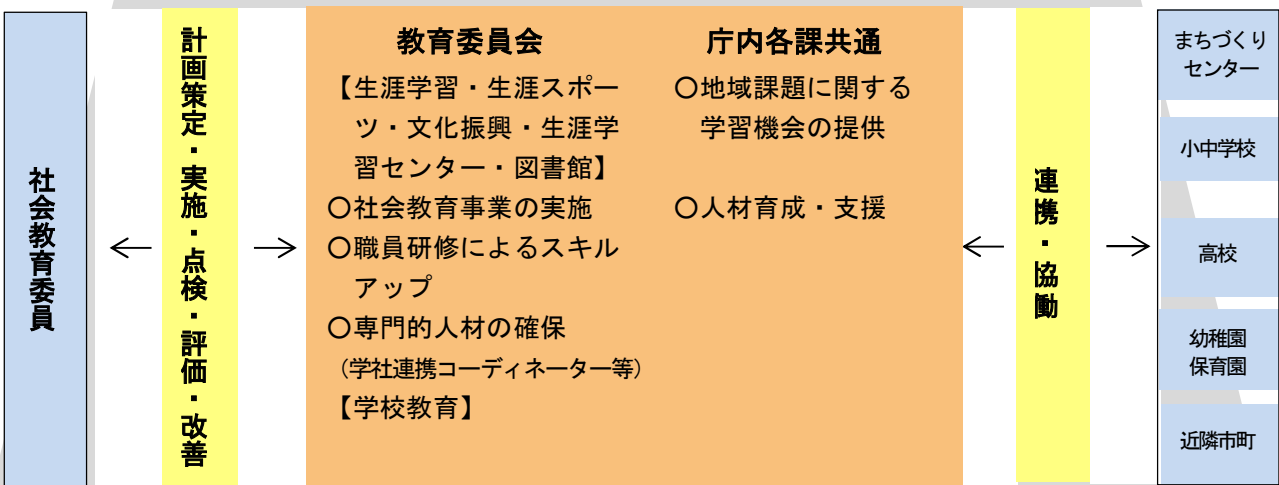 社会教育委員
計画策定・実施・点検・評価・改善
教育委員会
【生涯学習・生涯スポー
ツ・文化振興・生涯学
習センター・図書館】
〇社会教育事業の実施
〇職員研修によるスキル
アップ
〇専門的人材の確保
（学社連携コーディネーター等）
【学校教育】
庁内各課共通
〇地域課題に関する
学習機会の提供
〇人材育成・支援
連携・協働
まちづくり
センター
小中学校
高校
幼稚園
保育園
近隣市町